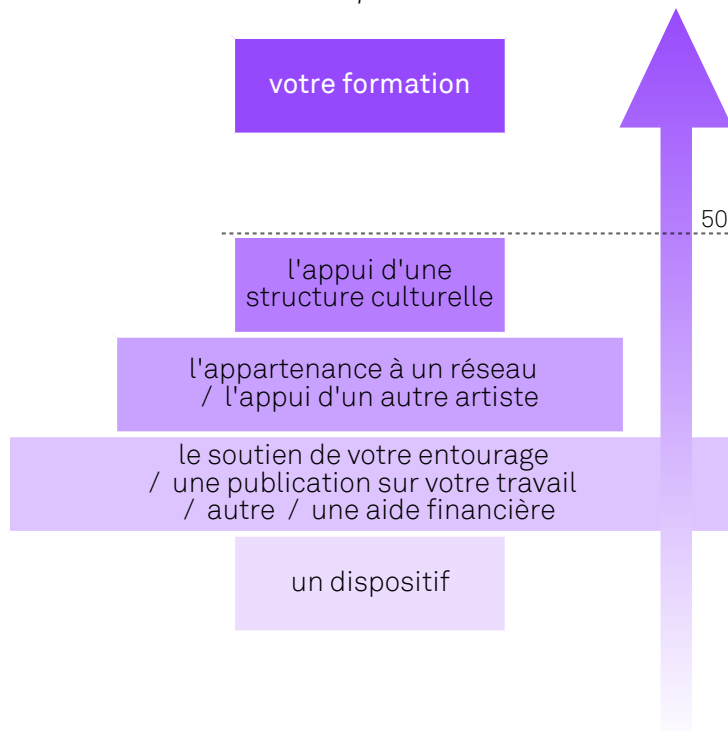 votre formation
50
l'appui d'une
structure culturelle
l'appartenance à un réseau
/ l'appui d'un autre artiste
le soutien de votre entourage
/ une publication sur votre travail
/ autre / une aide financière
un dispositif